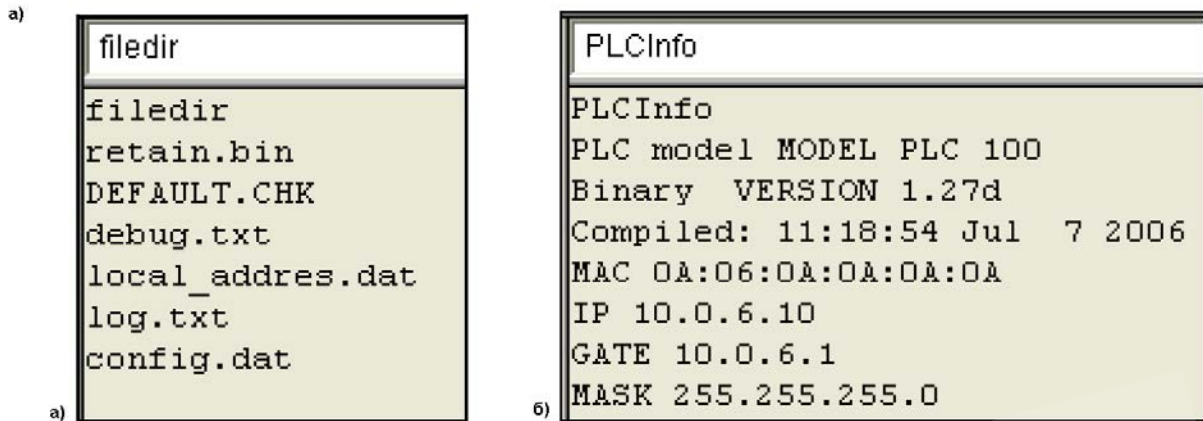 а)
filedir
filedir
retain.bin
DEFAULT.CHK
debug.txt
local_addres.dat
log.txt
config.dat
а)
PLCInfo
PLCInfo
PLC model MODEL PLC 100
Binary  VERSION 1.27d
Compiled: 11:18:54 Jul  7 2006
MAC 0A:06:0A:0A:0A:0A
IP 10.0.6.10
GATE 10.0.6.1
MASK 255.255.255.0
б)